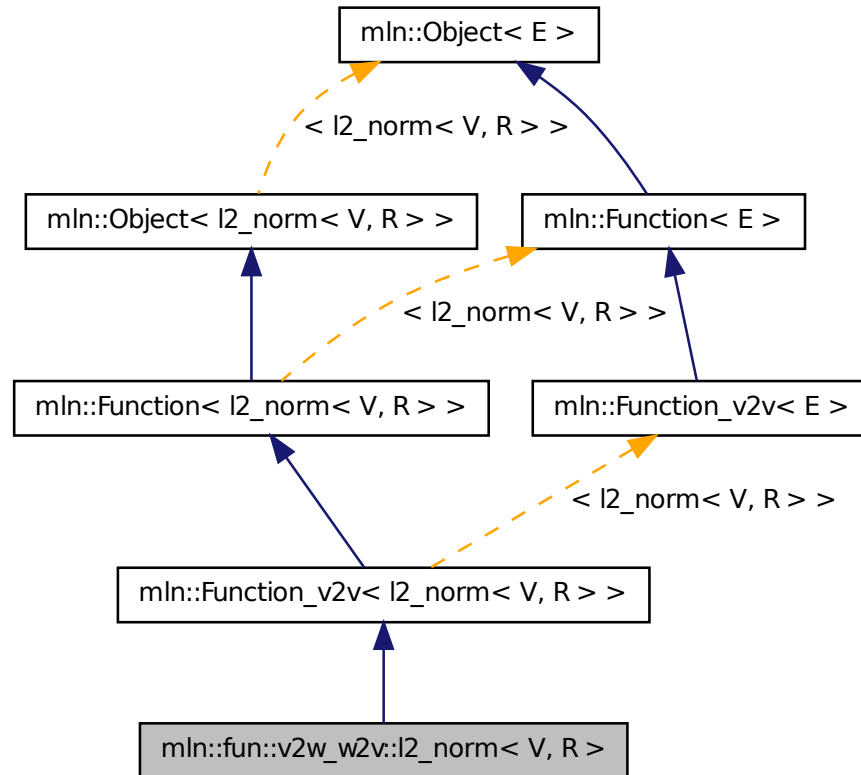 mln::Object< E >
< l2_norm< V, R > >
mln::Object< l2_norm< V, R > >
mln::Function< E >
< l2_norm< V, R > >
mln::Function< l2_norm< V, R > >
mln::Function_v2v< E >
< l2_norm< V, R > >
mln::Function_v2v< l2_norm< V, R > >
mln::fun::v2w_w2v::l2_norm< V, R >